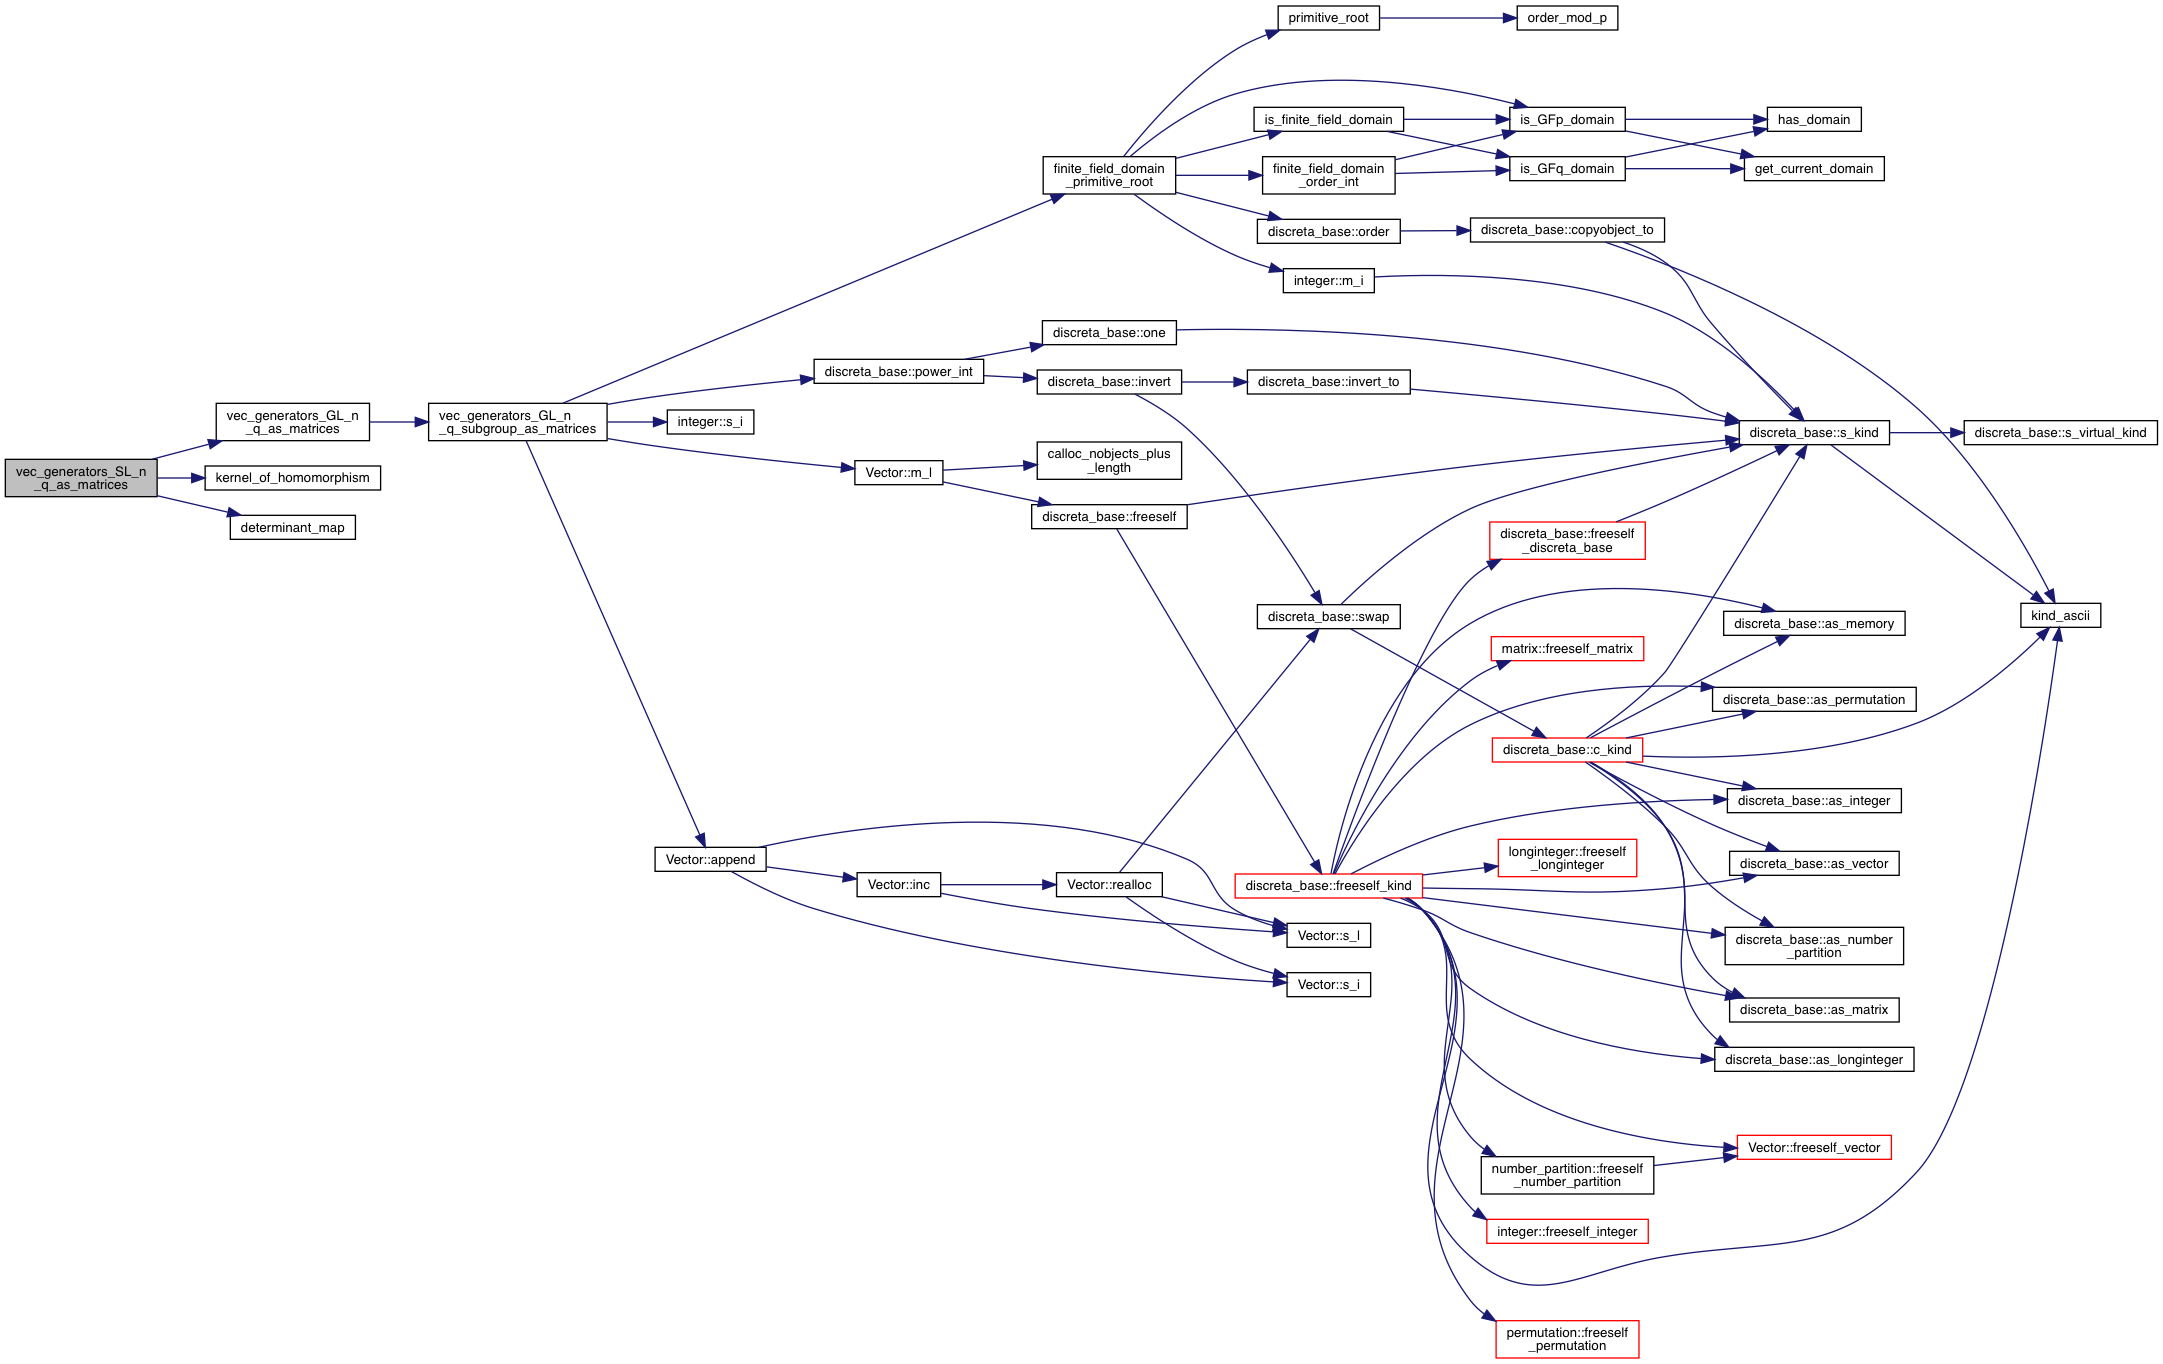 vec_generators_SL_n
_q_as_matrices
vec_generators_GL_n
_q_as_matrices
kernel_of_homomorphism
determinant_map
vec_generators_GL_n
_q_subgroup_as_matrices
finite_field_domain
_primitive_root
discreta_base::power_int
integer::s_i
Vector::m_l
Vector::append
Vector::inc
primitive_root
order_mod_p
is_finite_field_domain
is_GFp_domain
has_domain
finite_field_domain
_order_int
is_GFq_domain
get_current_domain
discreta_base::order
discreta_base::copyobject_to
integer::m_i
discreta_base::one
discreta_base::invert
discreta_base::invert_to
calloc_nobjects_plus
_length
discreta_base::freeself
discreta_base::s_kind
discreta_base::s_virtual_kind
kind_ascii
discreta_base::swap
Vector::realloc
discreta_base::freeself_kind
Vector::s_l
Vector::s_i
discreta_base::freeself
_discreta_base
matrix::freeself_matrix
discreta_base::c_kind
longinteger::freeself
_longinteger
discreta_base::as_memory
discreta_base::as_permutation
discreta_base::as_integer
discreta_base::as_vector
discreta_base::as_number
_partition
discreta_base::as_matrix
discreta_base::as_longinteger
Vector::freeself_vector
number_partition::freeself
_number_partition
integer::freeself_integer
permutation::freeself
_permutation